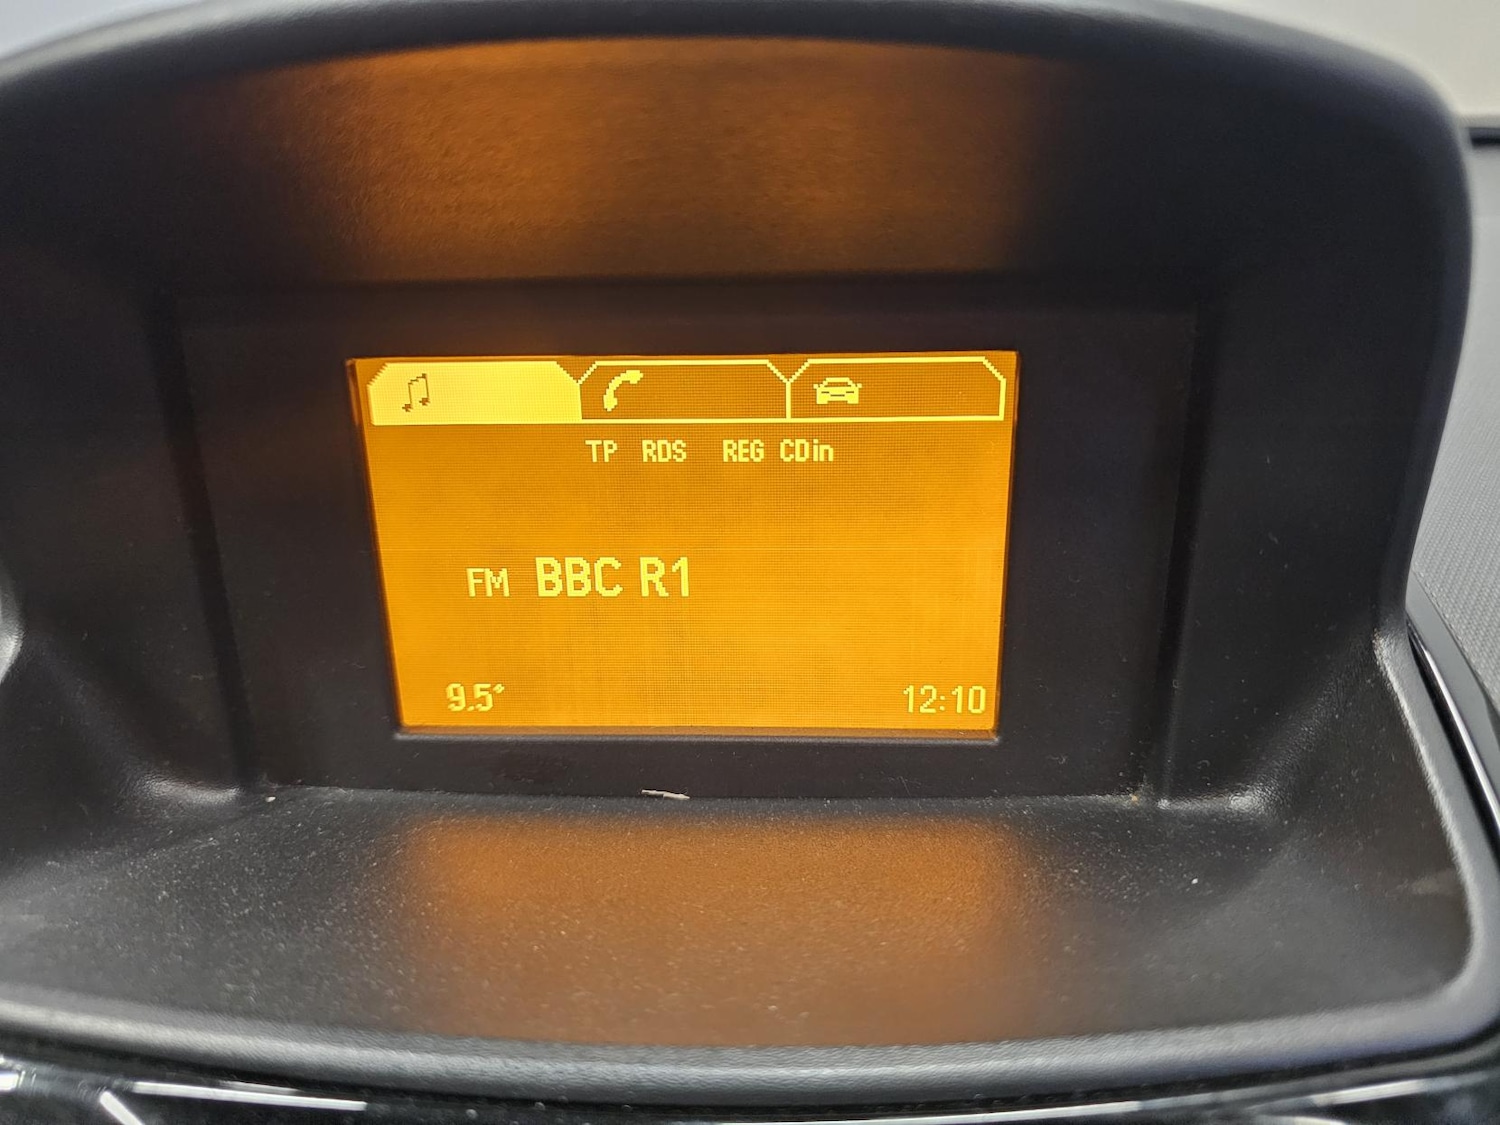 TP RDS REG CDin
FM BBC R1
9.5° 12:10